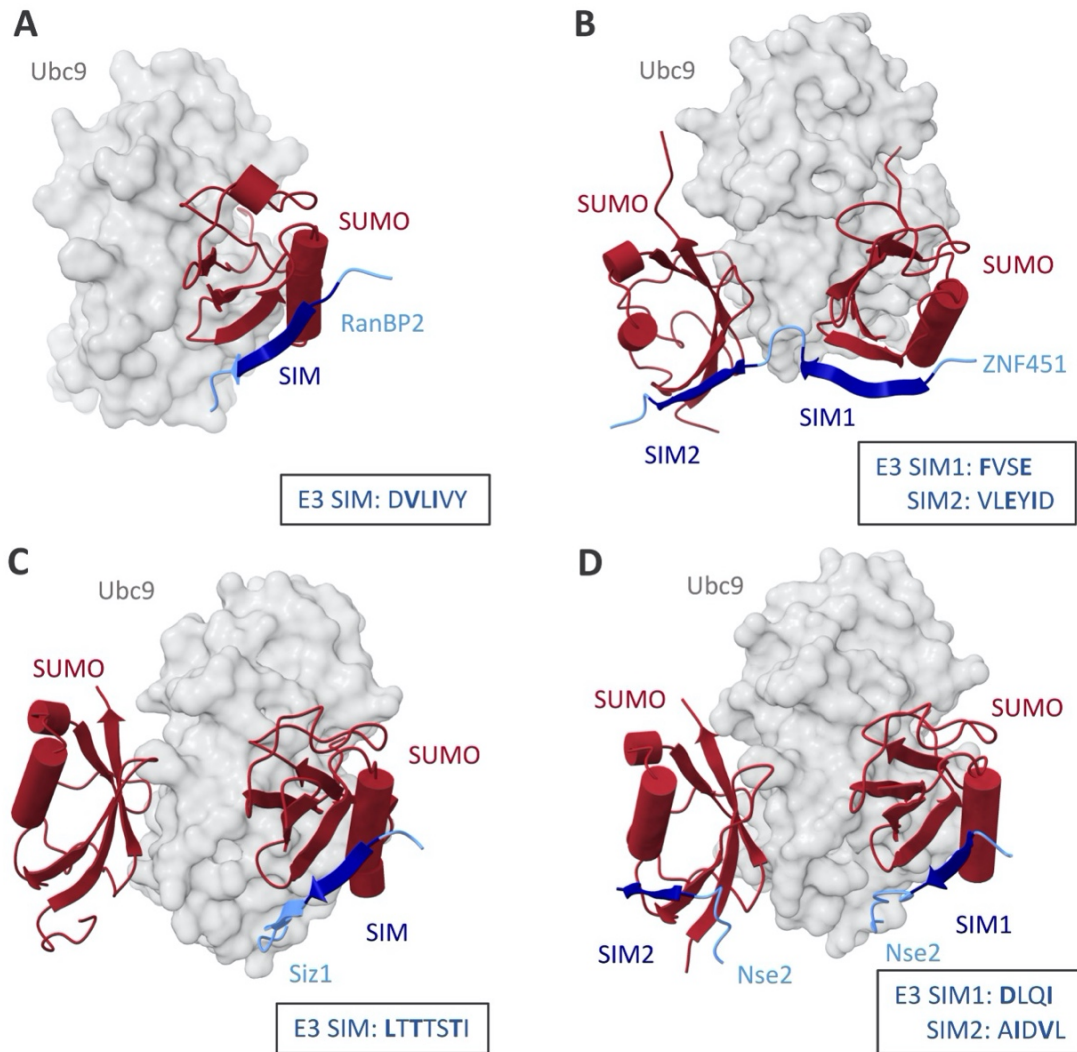 A
Ubc9
SUMO
RanBP2
SIM
E3 SIM: DVLIVY
B
Ubc9
SUMO
SUMO
ZNF451
SIM1
SIM2
E3 SIM1: FVSE
SIM2: VLEYID
C
Ubc9
SUMO
SUMO
SIM
Siz1
E3 SIM: LTTTSTI
D
Ubc9
SUMO
SUMO
SIM1
SIM2
Nse2
Nse2
E3 SIM1: DLQI
SIM2: AIDVL